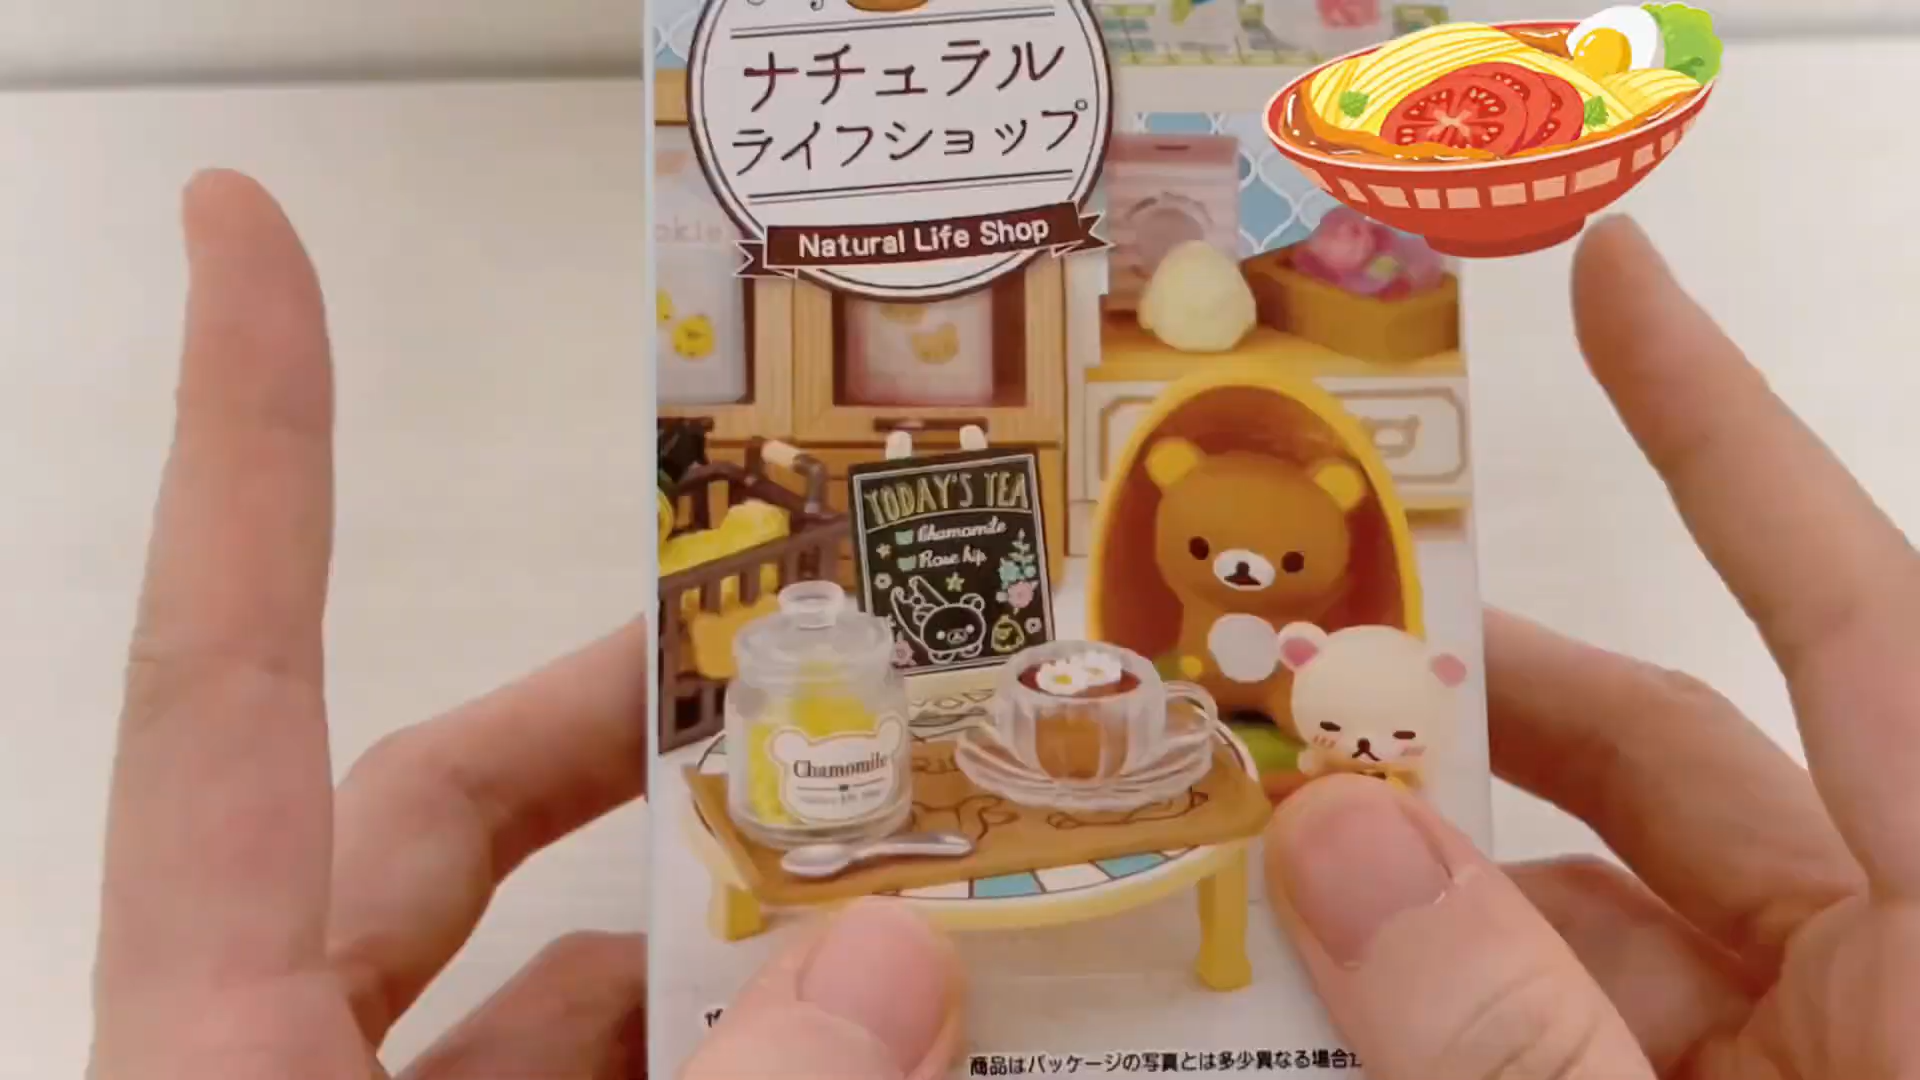 ナチュラル
ライフショップ
Natural Life Shop
TODAY'S TEA
Chamomile
Rose hip
Chamomile
商品はパッケージの写真とは多少異なる場合